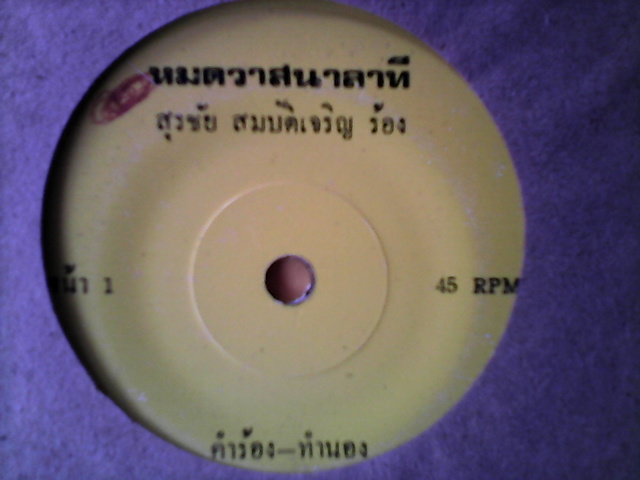 หมดวาสนาลาที
สุรชัย สมบัติเจริญ ร้อง
หน้า 1
45 RPM
คำร้อง—ทำนอง